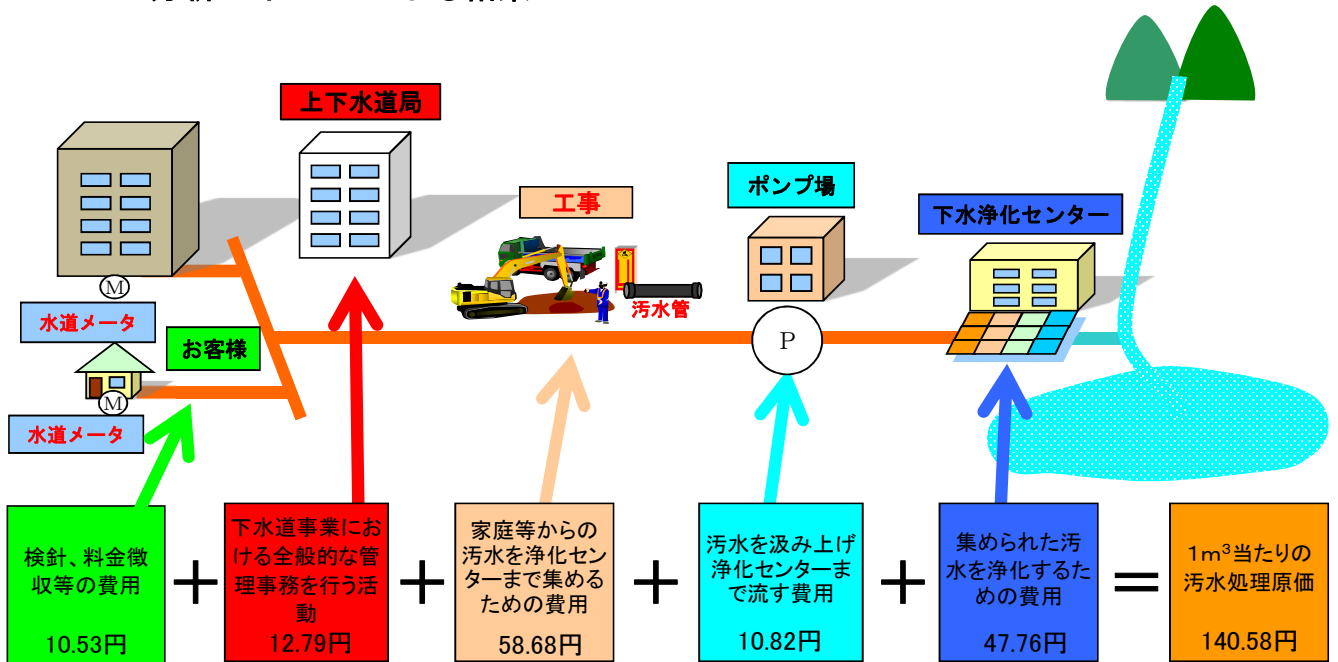 上下水道局
工事
ポンプ場
下水浄化センター
M
水道メータ
お客様
汚水管
P
M
水道メータ
検針、料金徴
収等の費用
10.53円
+
下水道事業にお
ける全般的な管
理事務を行う活
動
12.79円
+
家庭等からの
汚水を浄化セン
ターまで集める
ための費用
58.68円
+
汚水を汲み上げ
浄化センターま
で流す費用
10.82円
+
集められた汚
水を浄化するた
めの費用
47.76円
=
1m³当たりの
汚水処理原価
140.58円